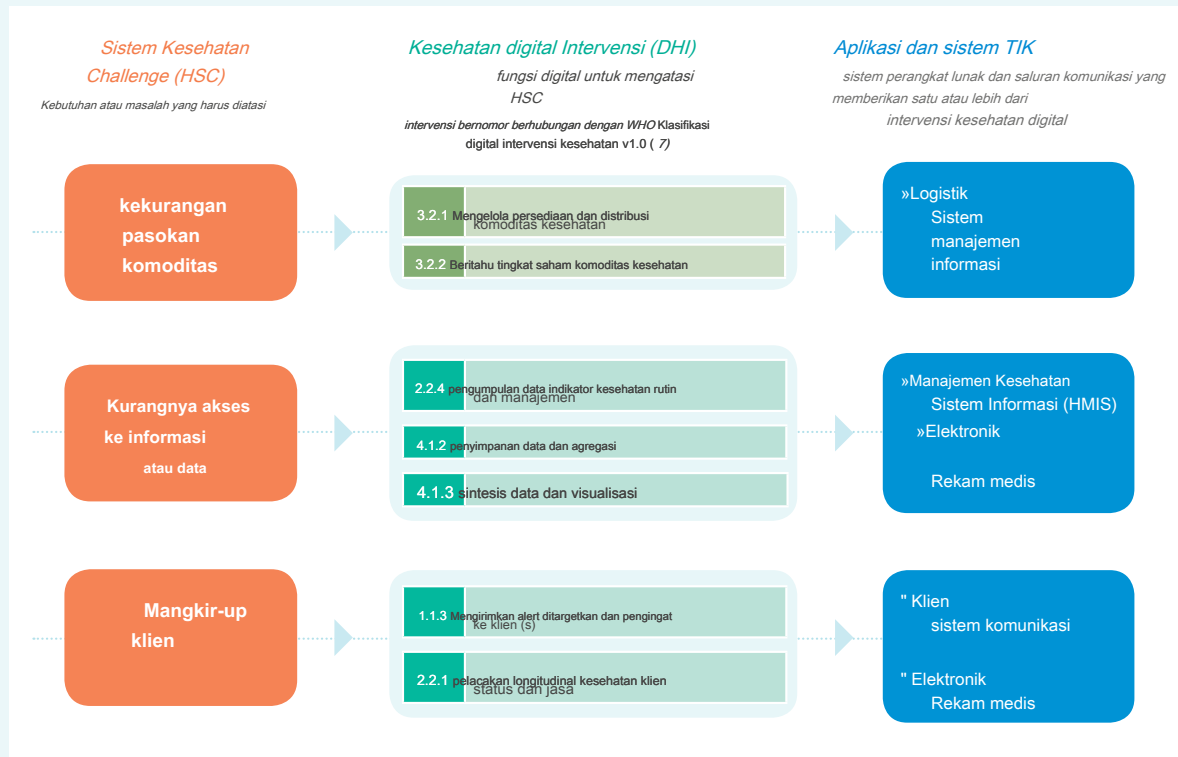 Sistem Kesehatan
Challenge (HSC)
Kebutuhan atau masalah yang harus diatasi
Kesehatan digital Intervensi (DHI)
fungsi digital untuk mengatasi
HSC
intervensi bernomor berhubungan dengan WHO Klasifikasi
digital intervensi kesehatan v1.0 ( 7)
Aplikasi dan sistem TIK
sistem perangkat lunak dan saluran komunikasi yang
memberikan satu atau lebih dari
intervensi kesehatan digital
kekurangan
pasokan
komoditas
3.2.1 Mengelola persediaan dan distribusi
komoditas kesehatan
3.2.2 Beritahu tingkat saham komoditas kesehatan
»Logistik
Sistem
manajemen
informasi
Kurangnya akses
ke informasi
atau data
2.2.4 pengumpulan data indikator kesehatan rutin
dan manajemen
4.1.2 penyimpanan data dan agregasi
4.1.3 sintesis data dan visualisasi
»Manajemen Kesehatan
Sistem Informasi (HMIS)
»Elektronik
Rekam medis
Mangkir-up
klien
1.1.3 Mengirimkan alert ditargetkan dan pengingat
ke klien (s)
2.2.1 pelacakan longitudinal kesehatan klien
status dan jasa
" Klien
sistem komunikasi
" Elektronik
Rekam medis